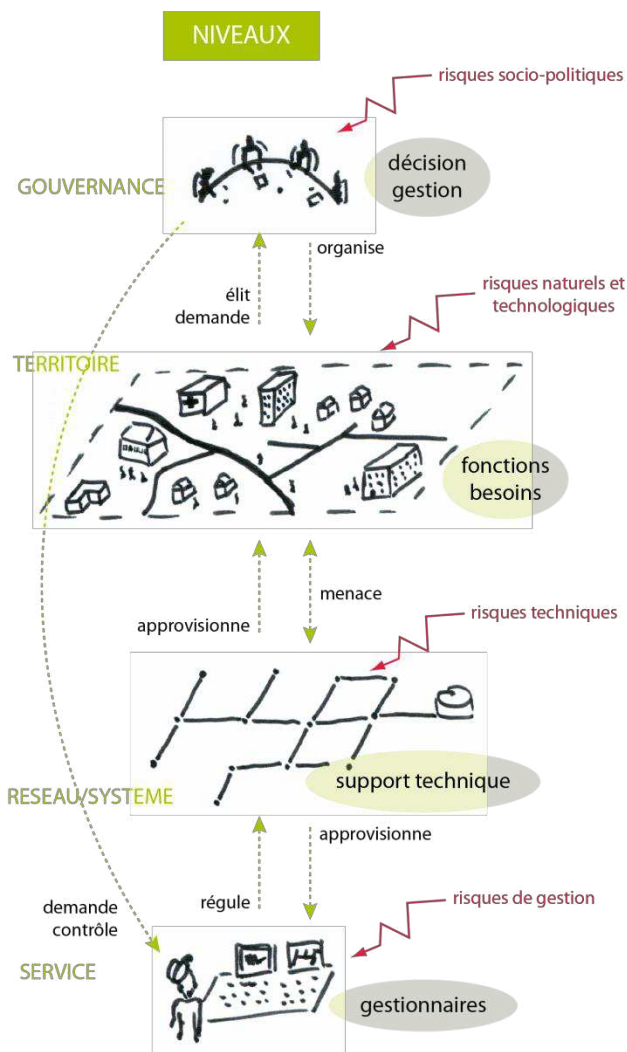 NIVEAUX
risques socio-politiques
décision
gestion
GOUVERNANCE
organise
élit
demande
risques naturels et
technologiques
TERRITOIRE
fonctions
besoins
menace
approvisionne
risques techniques
support technique
RESEAU/SYSTEME
approvisionne
régule
risques de gestion
demande
contrôle
SERVICE
gestionnaires